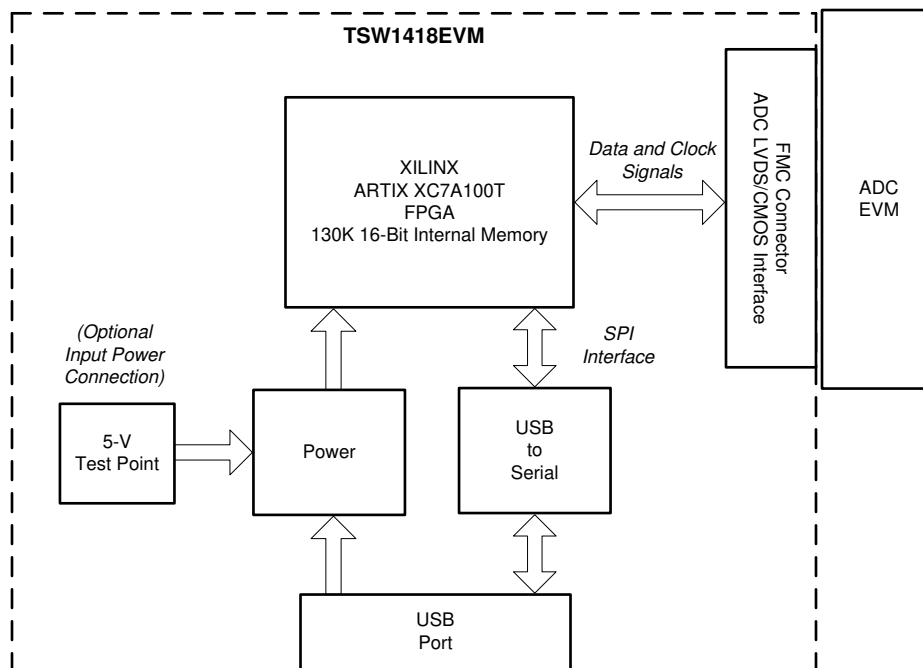 TSW1418EVM
XILINX
ARTIX XC7A100T
FPGA
130K 16-Bit Internal Memory
Data and Clock
Signals
FMC Connector
ADC LVDS/CMOS Interface
ADC
EVM
(Optional
Input Power
Connection)
SPI
Interface
5-V
Test Point
Power
USB
to
Serial
USB
Port